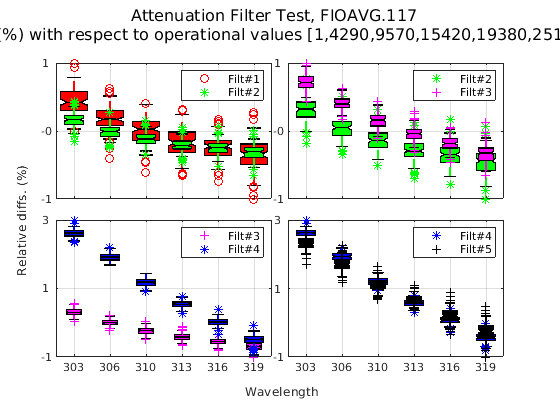 Attenuation Filter Test, FIOAVG.117
(%) with respect to operational values [1,4290,9570,15420,19380,251
1
-0
-1
Filt#1
Filt#2
Filt#2
Filt#3
1
-0
-1
3
1
-1
Filt#3
Filt#4
Filt#4
Filt#5
3
1
-1
303 306 310 313 316 319
303 306 310 313 316 319
Relative diffs. (%)
Wavelength